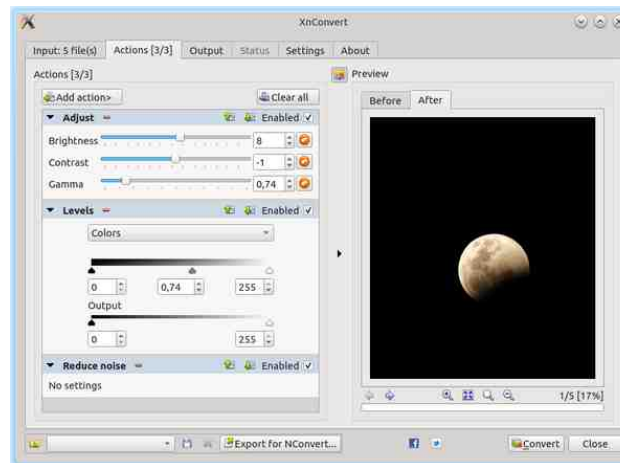 XnConvert
Input: 5 file(s) Actions [3/3] Output Status Settings About
Actions [3/3]
Add action>
Clear all
Adjust Enabled
Brightness 8
Contrast -1
Gamma 0,74
Levels Enabled
Colors
0 0,74 255
Output
0 255
Reduce noise Enabled
No settings
Preview
Before After
1/5 [17%]
Export for NConvert...
Convert Close